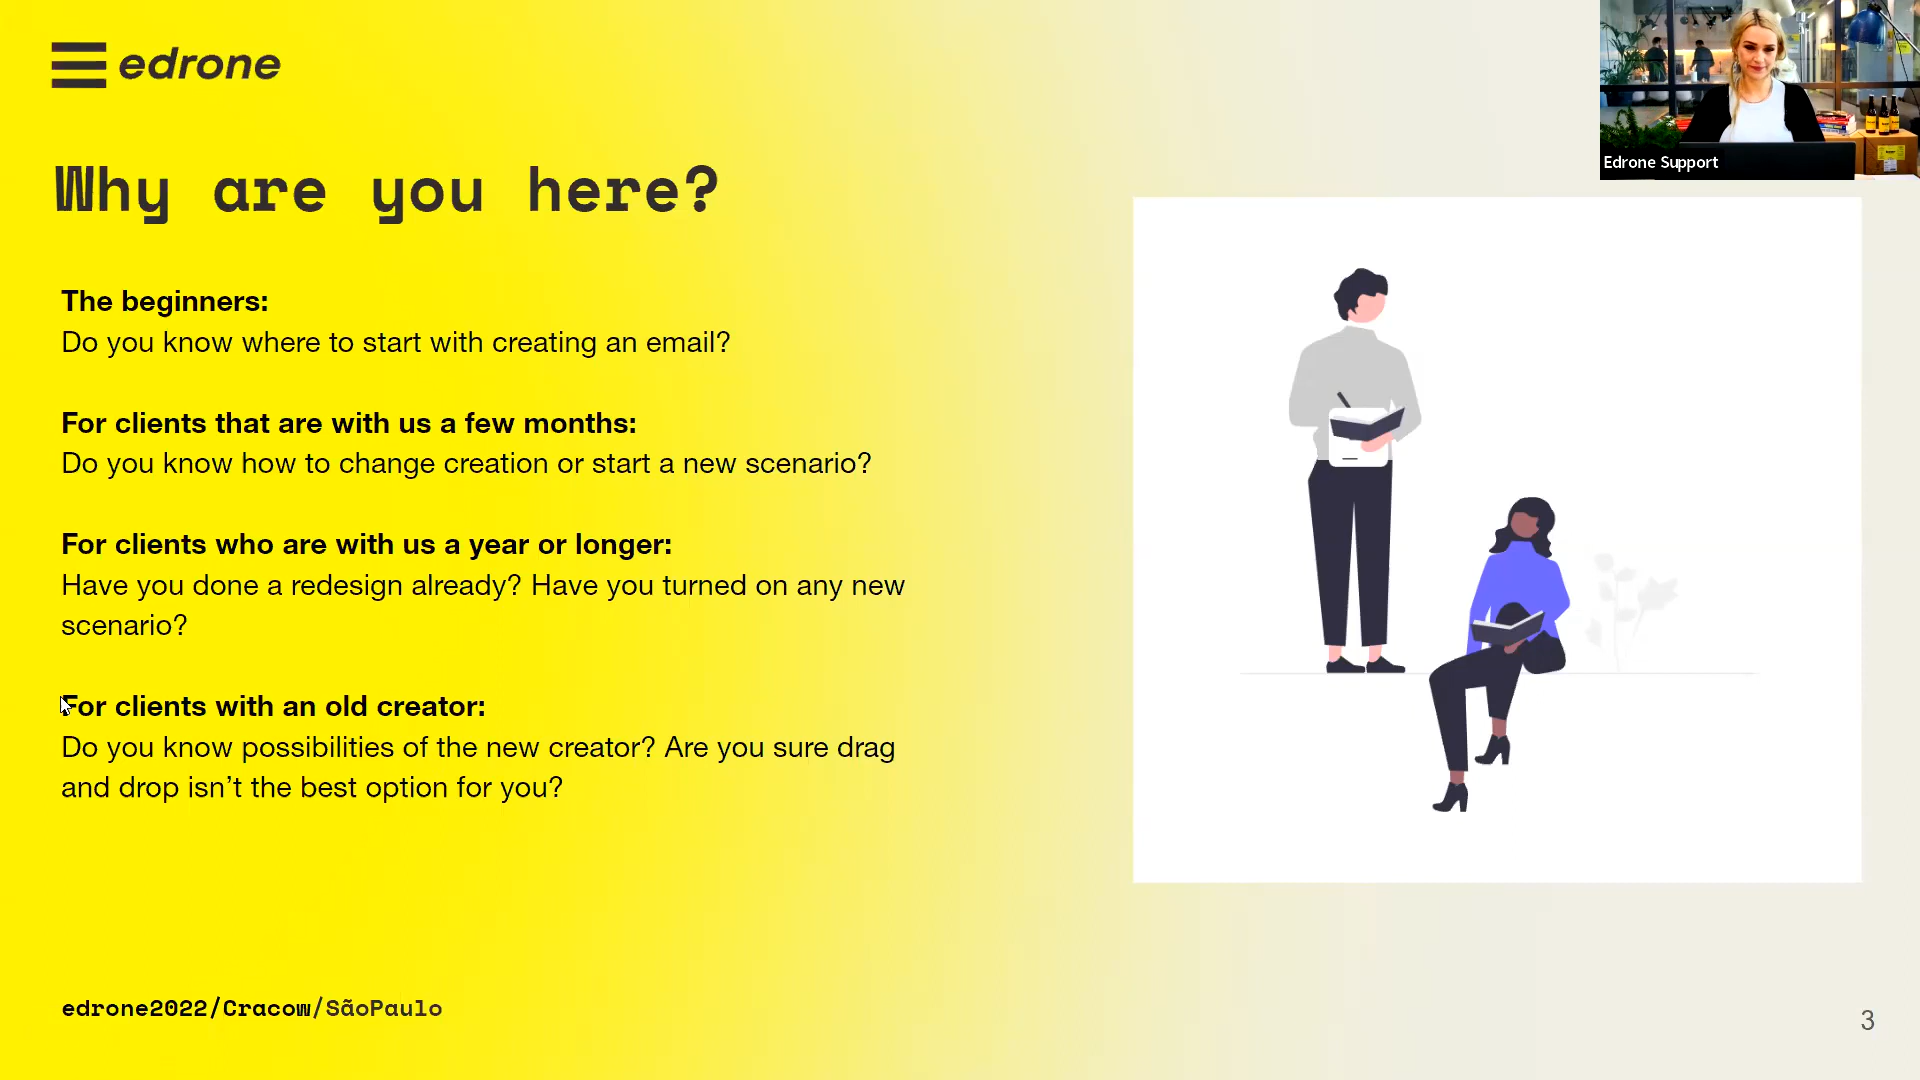 edrone
Edrone Support
Why are you here?
The beginners:
Do you know where to start with creating an email?
For clients that are with us a few months:
Do you know how to change creation or start a new scenario?
For clients who are with us a year or longer:
Have you done a redesign already? Have you turned on any new
scenario?
For clients with an old creator:
Do you know possibilities of the new creator? Are you sure drag
and drop isn’t the best option for you?
edrone2022/Cracow/SãoPaulo
3